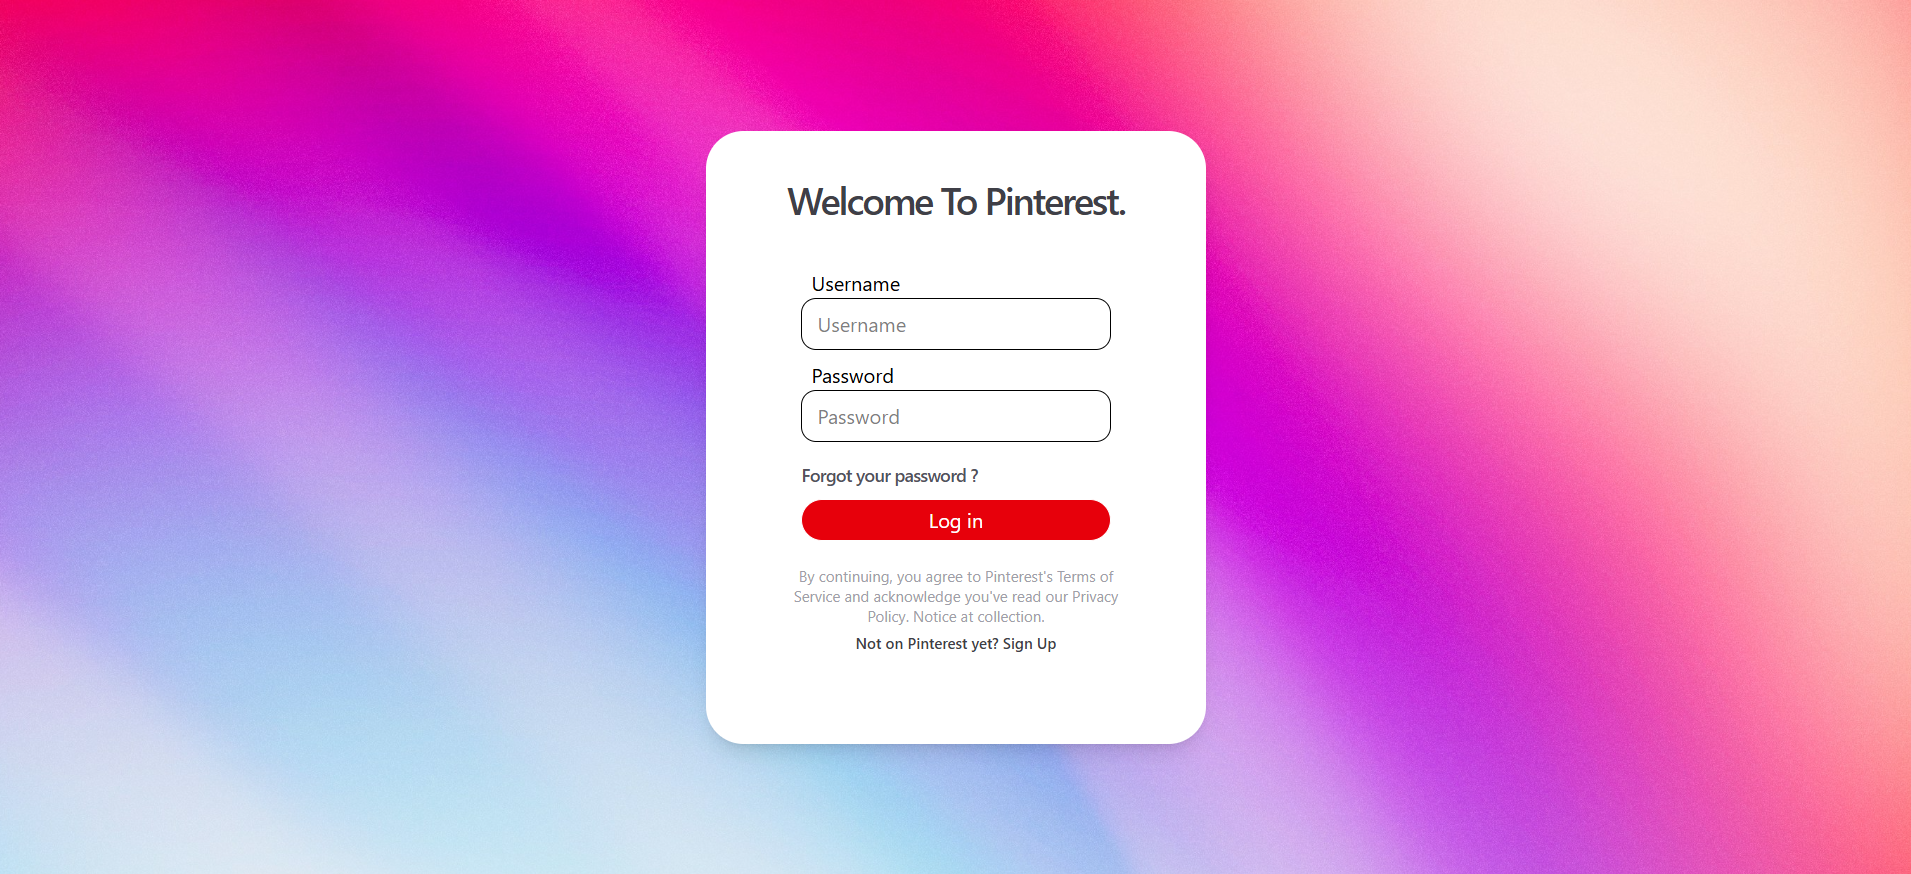 Welcome To Pinterest.
Username
Username
Password
Password
Forgot your password ?
Log in
By continuing, you agree to Pinterest's Terms of
Service and acknowledge you've read our Privacy
Policy. Notice at collection.
Not on Pinterest yet? Sign Up